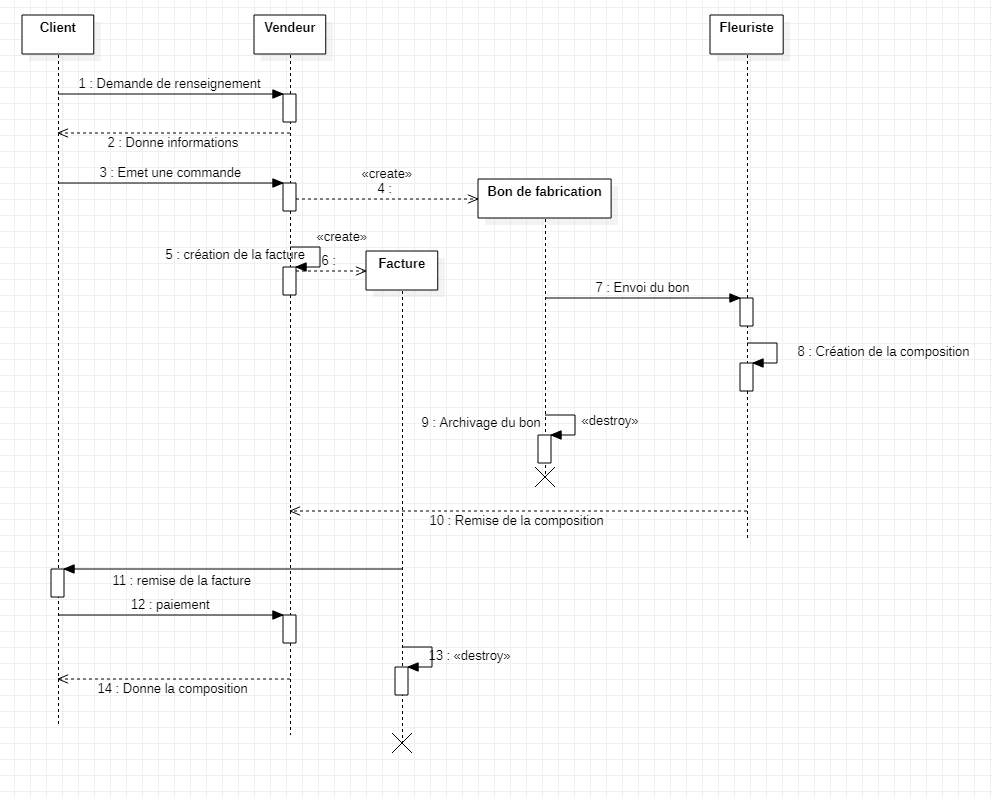 Client
Vendeur
Fleuriste
1 : Demande de renseignement
2 : Donne informations
3 : Emet une commande
«create»
4 :
Bon de fabrication
«create»
5 : création de la facture
6 :
Facture
7 : Envoi du bon
8 : Création de la composition
9 : Archivage du bon
«destroy»
10 : Remise de la composition
11 : remise de la facture
12 : paiement
13 : «destroy»
14 : Donne la composition